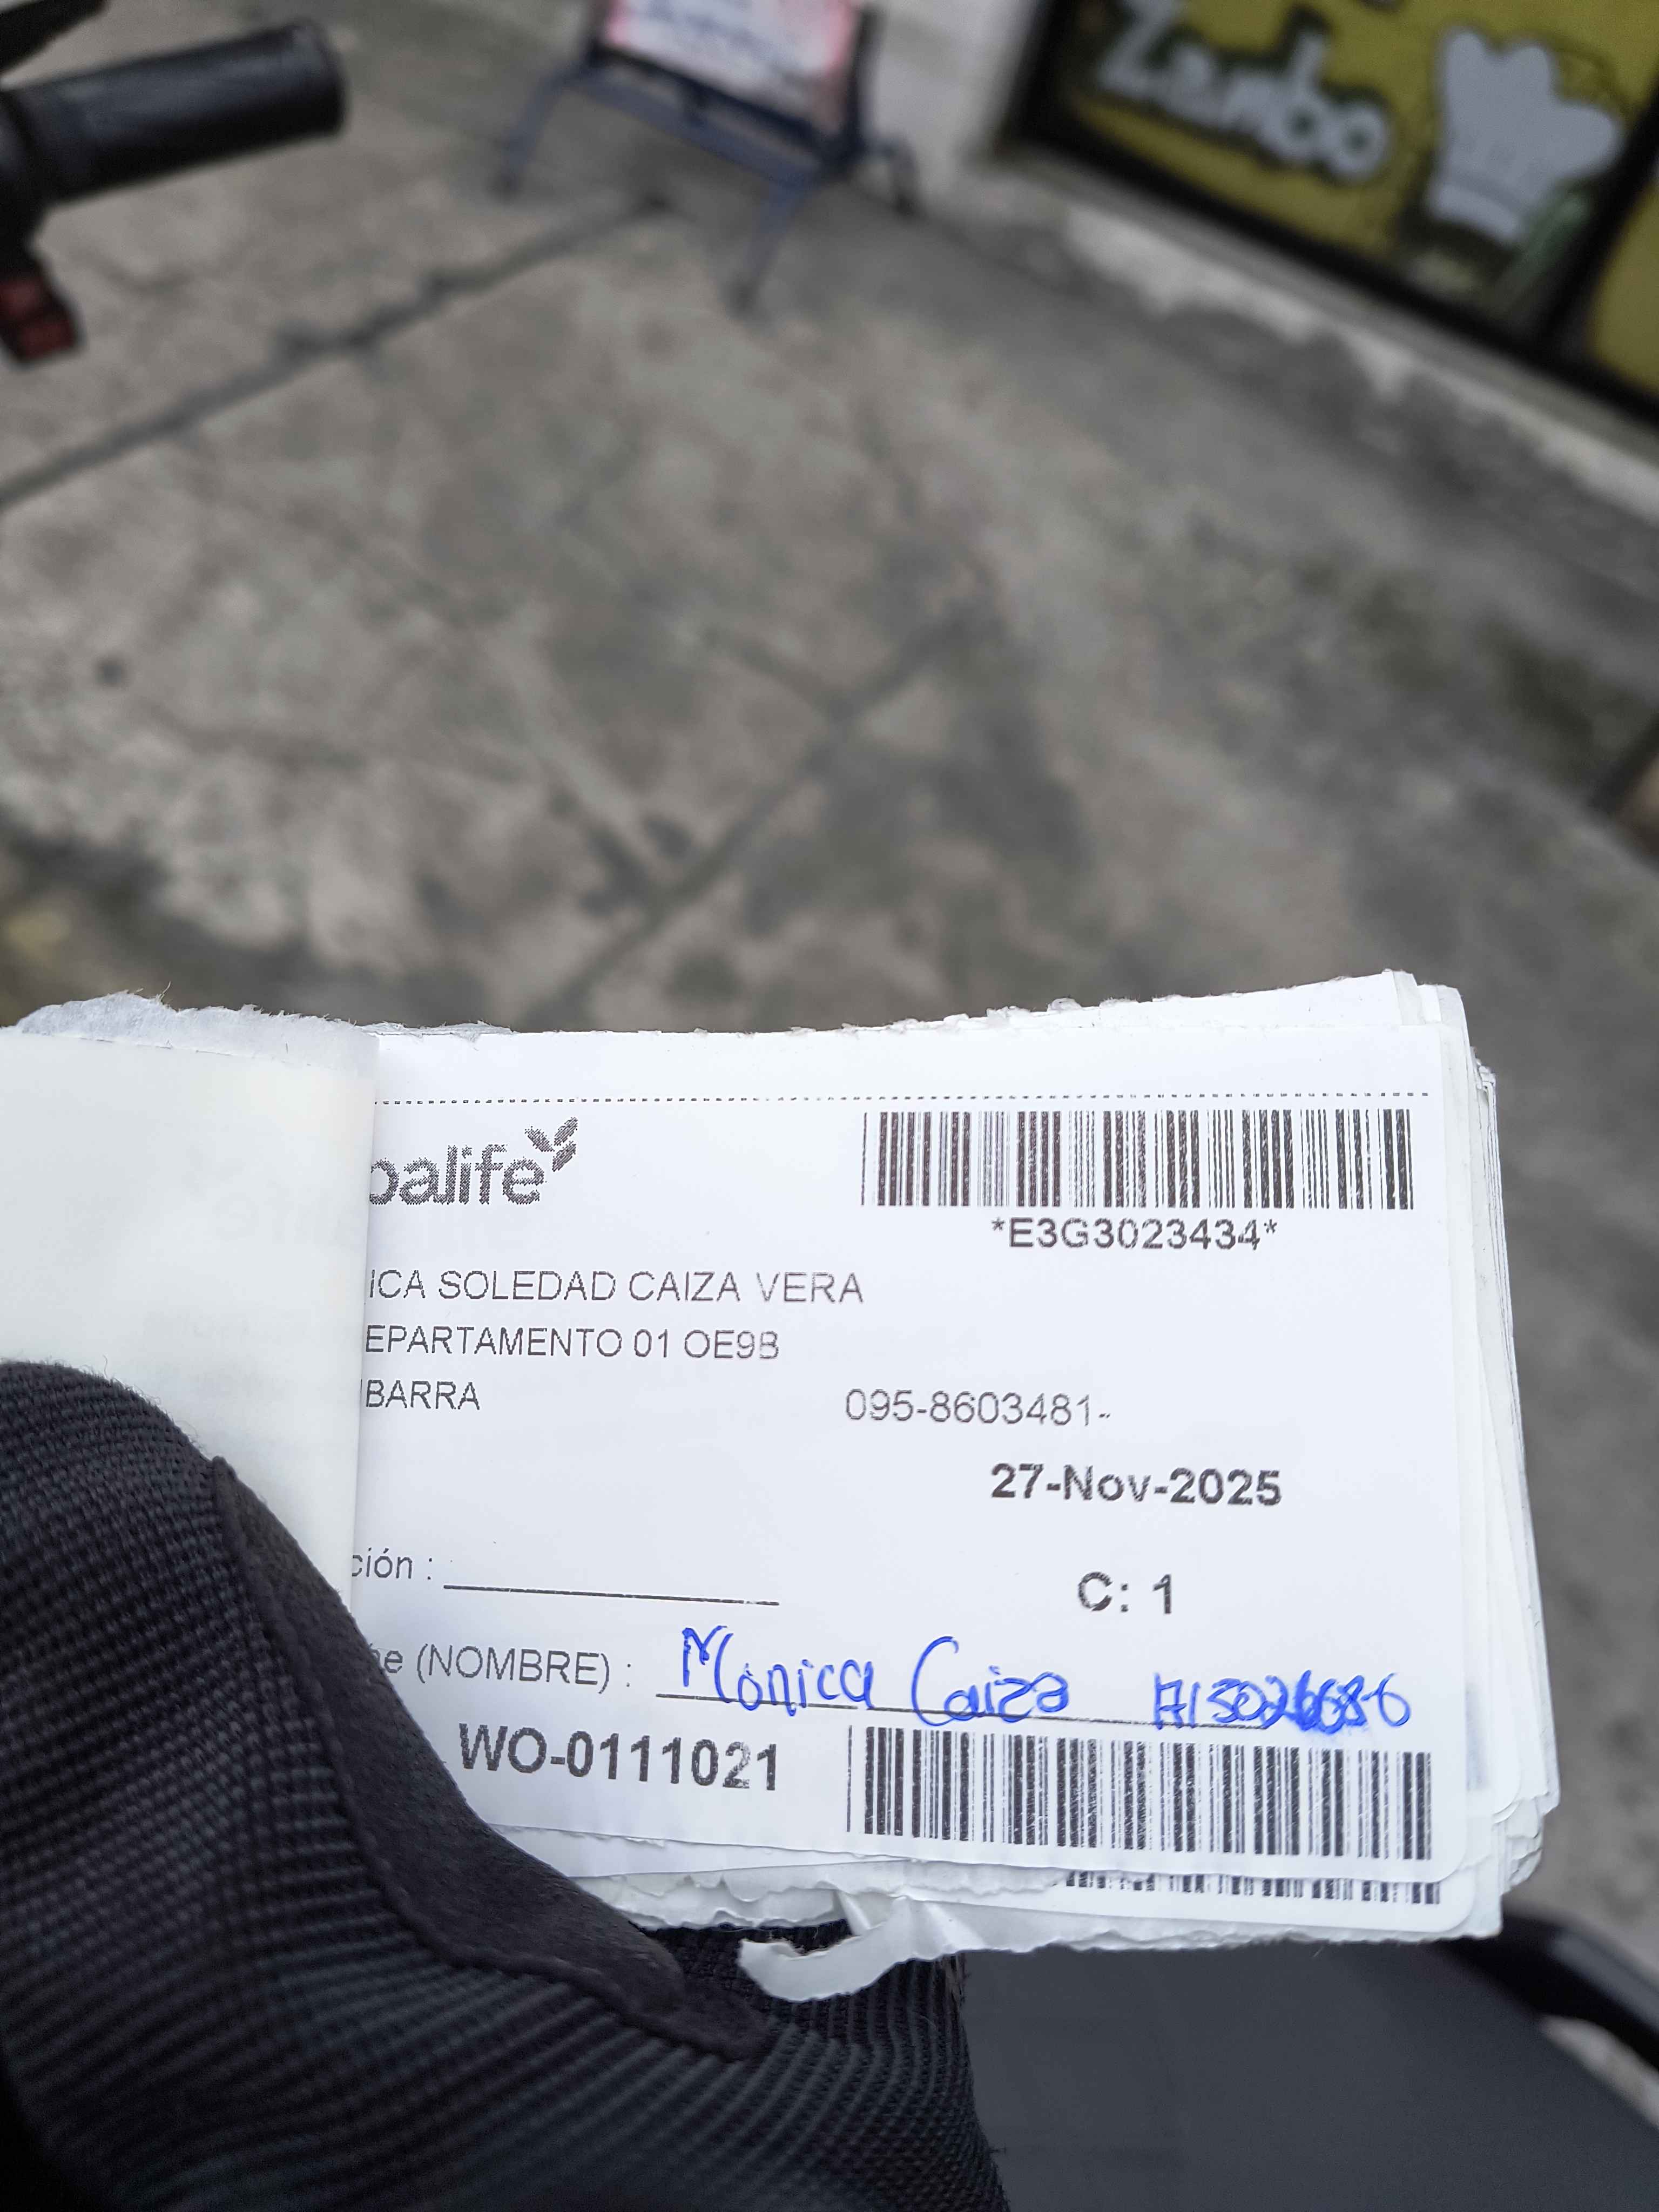 Zambo
balife
*E3G3023434*
ICA SOLEDAD CAIZA VERA
EPARTAMENTO 01 OE9B
IBARRA
095-8603481-
27-Nov-2025
ción :
C: 1
e (NOMBRE) : Mónica Caiza
WO-0111021